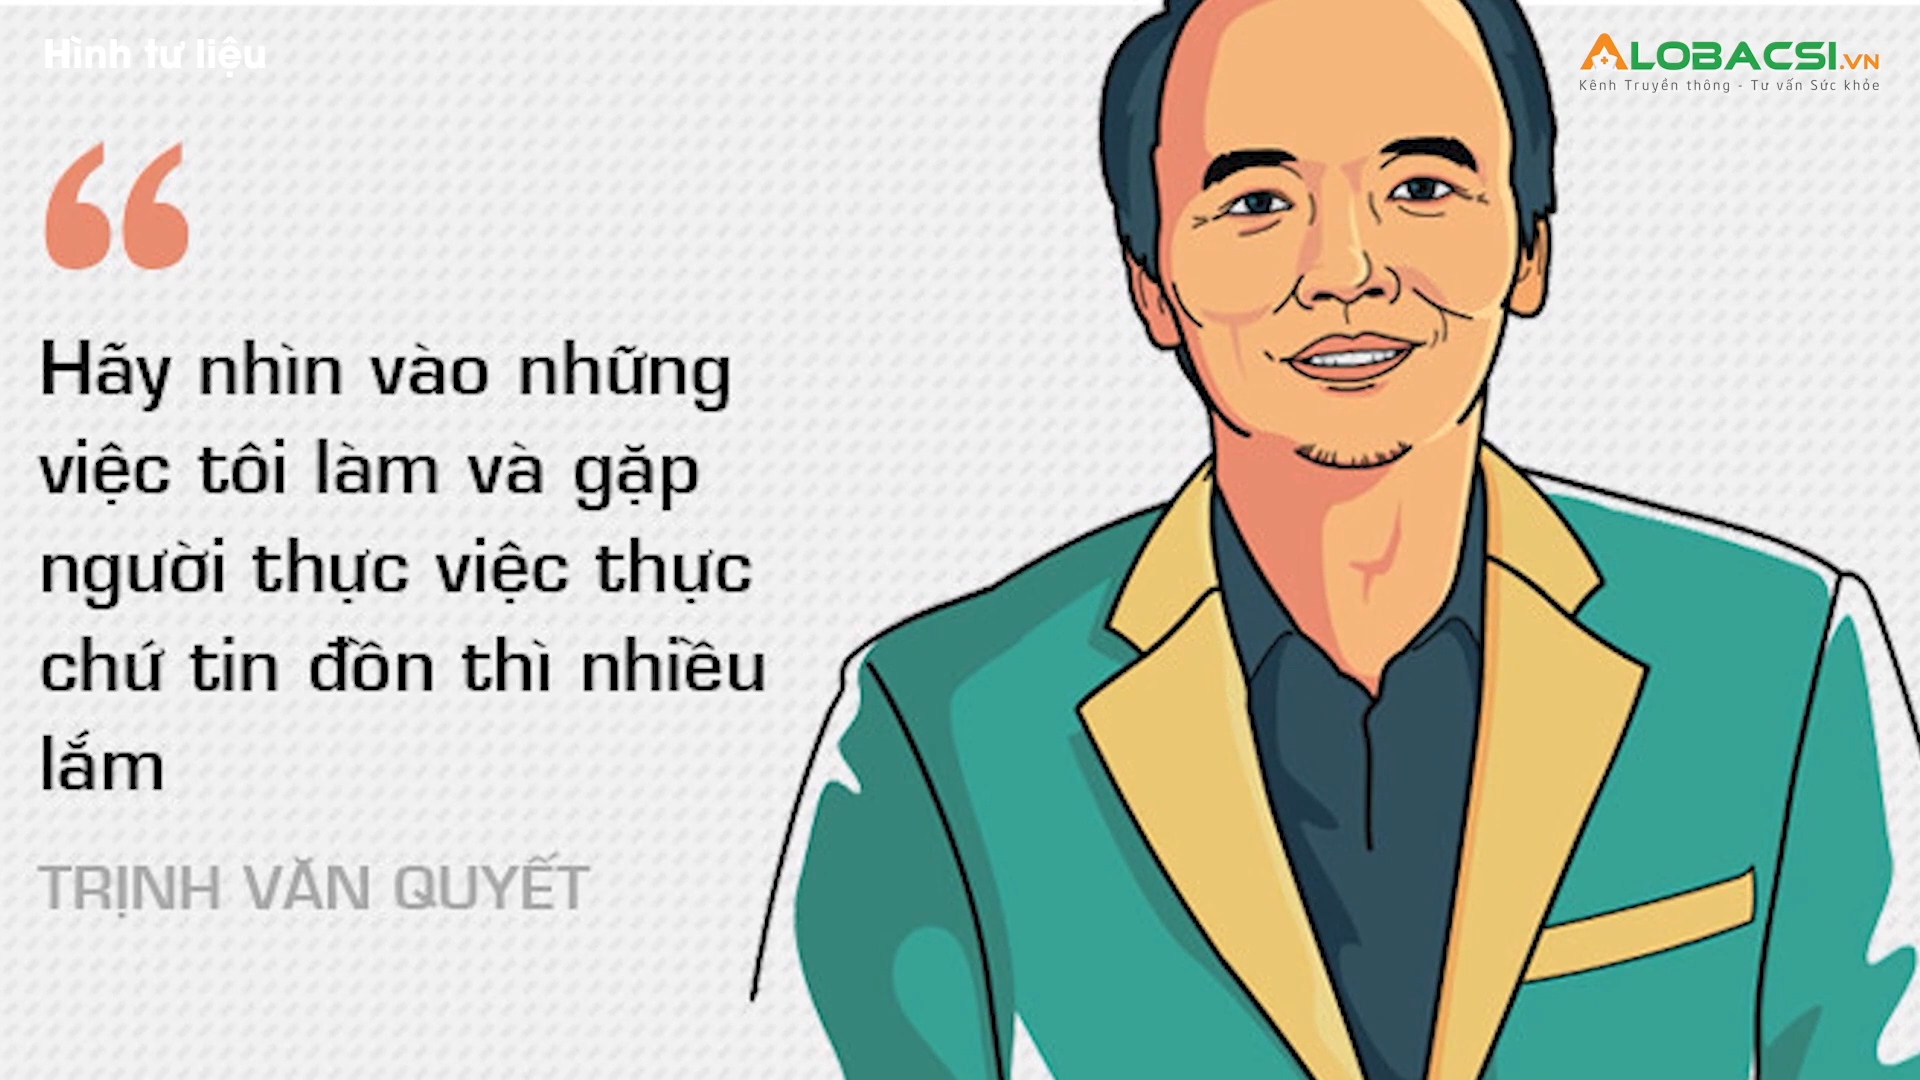 Hình tư liệu
ALOBACSI.VN
Kênh Truyền thông - Tư vấn Sức khỏe
“
Hãy nhìn vào những
việc tôi làm và gặp
người thực việc thực
chứ tin đồn thì nhiều
lắm
TRỊNH VĂN QUYẾT